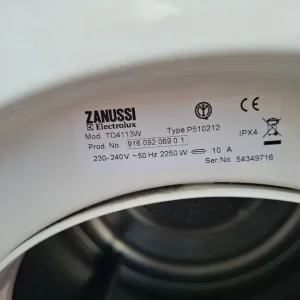 ZANUSSI
Electrolux
Mod. TD4113W Type P510212
Prod No 916 092 069 0 1 IPX4
230-240V ~50 Hz 2250 W 10 A
Ser.No 54349716
CE